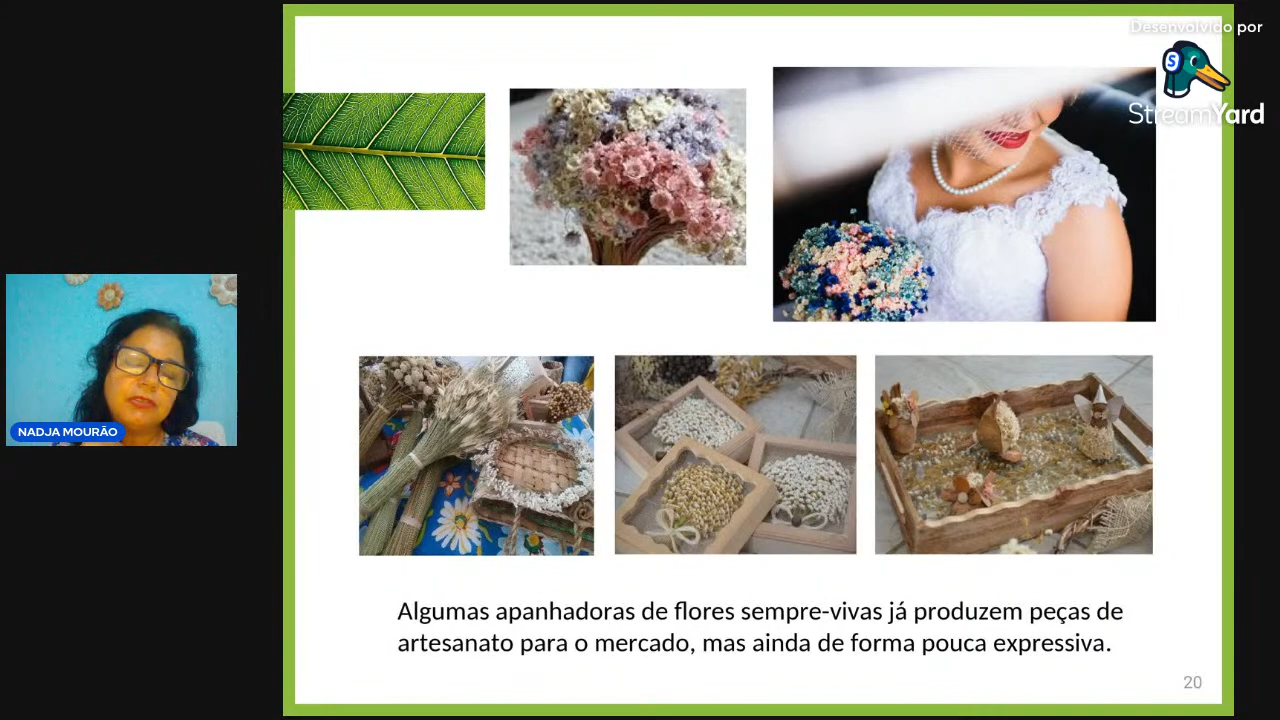 Desenvolvido por
StreamYard
NADJA MOURÃO
Algumas apanhadoras de flores sempre-vivas já produzem peças de
artesanato para o mercado, mas ainda de forma pouca expressiva.
20